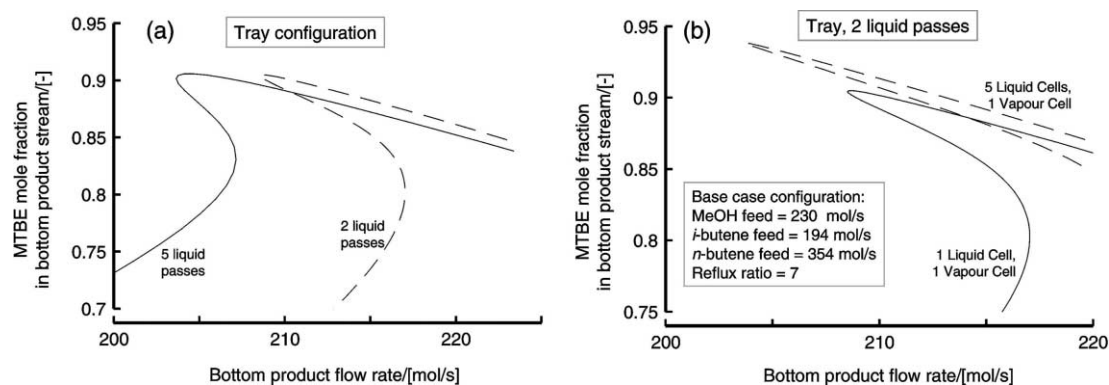 (a)
Tray configuration
0.95
0.9
0.85
0.8
0.75
0.7
MTBE mole fraction
in bottom product stream/[-]
5 liquid
passes
2 liquid
passes
200
210
220
Bottom product flow rate/[mol/s]
(b)
Tray, 2 liquid passes
0.95
0.9
0.85
0.8
0.75
MTBE mole fraction
in bottom product stream/[-]
5 Liquid Cells,
1 Vapour Cell
Base case configuration:
MeOH feed = 230 mol/s
i-butene feed = 194 mol/s
n-butene feed = 354 mol/s
Reflux ratio = 7
1 Liquid Cell,
1 Vapour Cell
200
210
220
Bottom product flow rate/[mol/s]